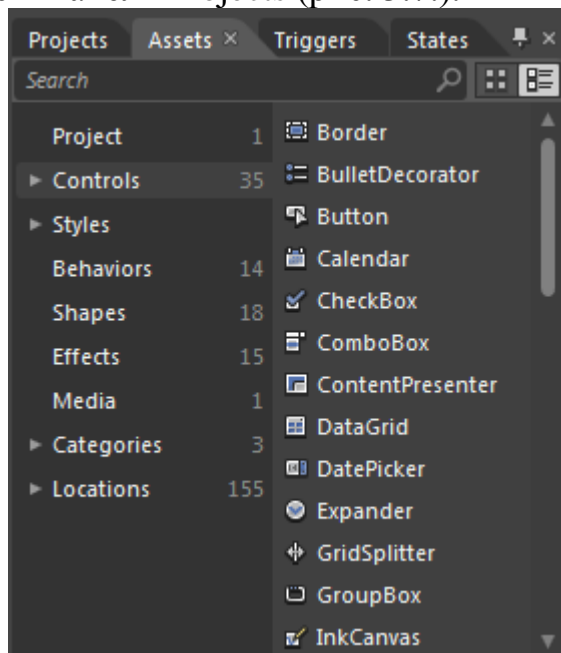 Projects Assets × Triggers States ×
Search
Project 1
Controls 35
Styles
Behaviors 14
Shapes 18
Effects 15
Media 1
Categories 3
Locations 155
Border
BulletDecorator
Button
Calendar
CheckBox
ComboBox
ContentPresenter
DataGrid
DatePicker
Expander
GridSplitter
GroupBox
InkCanvas